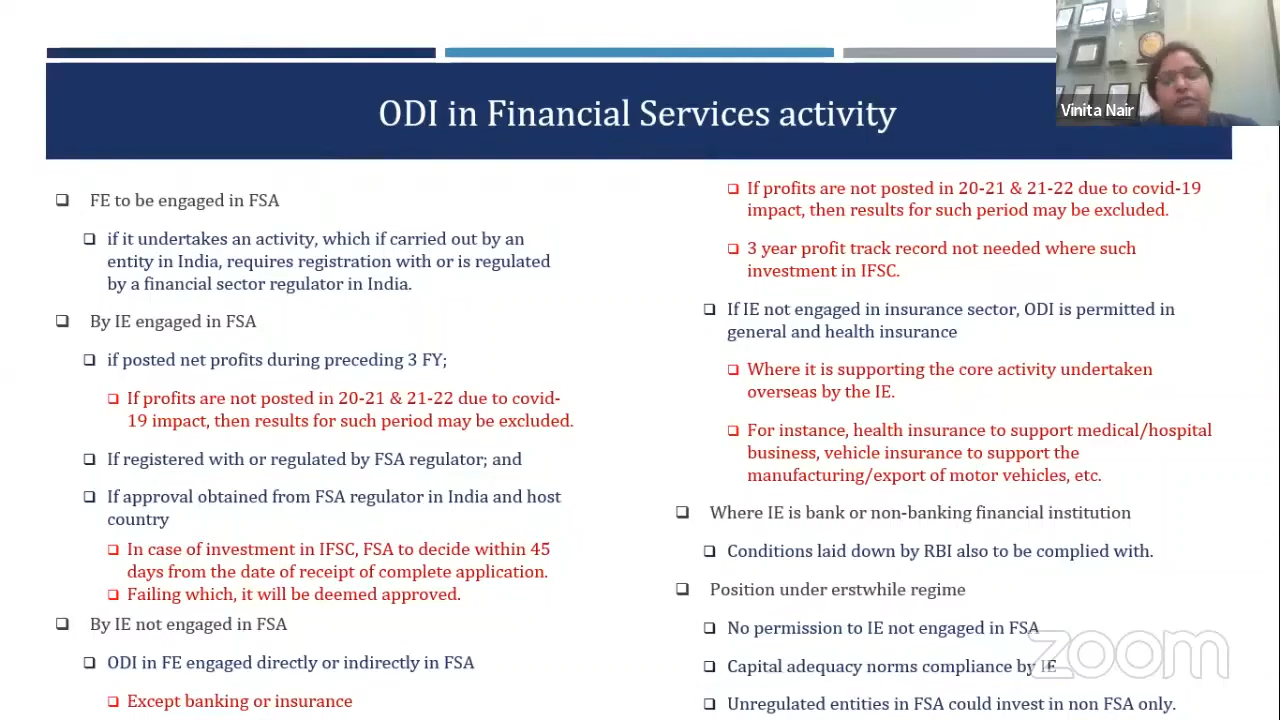 ODI in Financial Services activity
Vinita Nair
FE to be engaged in FSA
if it undertakes an activity, which if carried out by an
entity in India, requires registration with or is regulated
by a financial sector regulator in India.
By IE engaged in FSA
if posted net profits during preceding 3 FY;
If profits are not posted in 20-21 & 21-22 due to covid-
19 impact, then results for such period may be excluded.
If registered with or regulated by FSA regulator; and
If approval obtained from FSA regulator in India and host
country
In case of investment in IFSC, FSA to decide within 45
days from the date of receipt of complete application.
Failing which, it will be deemed approved.
By IE not engaged in FSA
ODI in FE engaged directly or indirectly in FSA
Except banking or insurance
If profits are not posted in 20-21 & 21-22 due to covid-19
impact, then results for such period may be excluded.
3 year profit track record not needed where such
investment in IFSC.
If IE not engaged in insurance sector, ODI is permitted in
general and health insurance
Where it is supporting the core activity undertaken
overseas by the IE.
For instance, health insurance to support medical/hospital
business, vehicle insurance to support the
manufacturing/export of motor vehicles, etc.
Where IE is bank or non-banking financial institution
Conditions laid down by RBI also to be complied with.
Position under erstwhile regime
No permission to IE not engaged in FSA
Capital adequacy norms compliance by IE
Unregulated entities in FSA could invest in non FSA only.
zoom